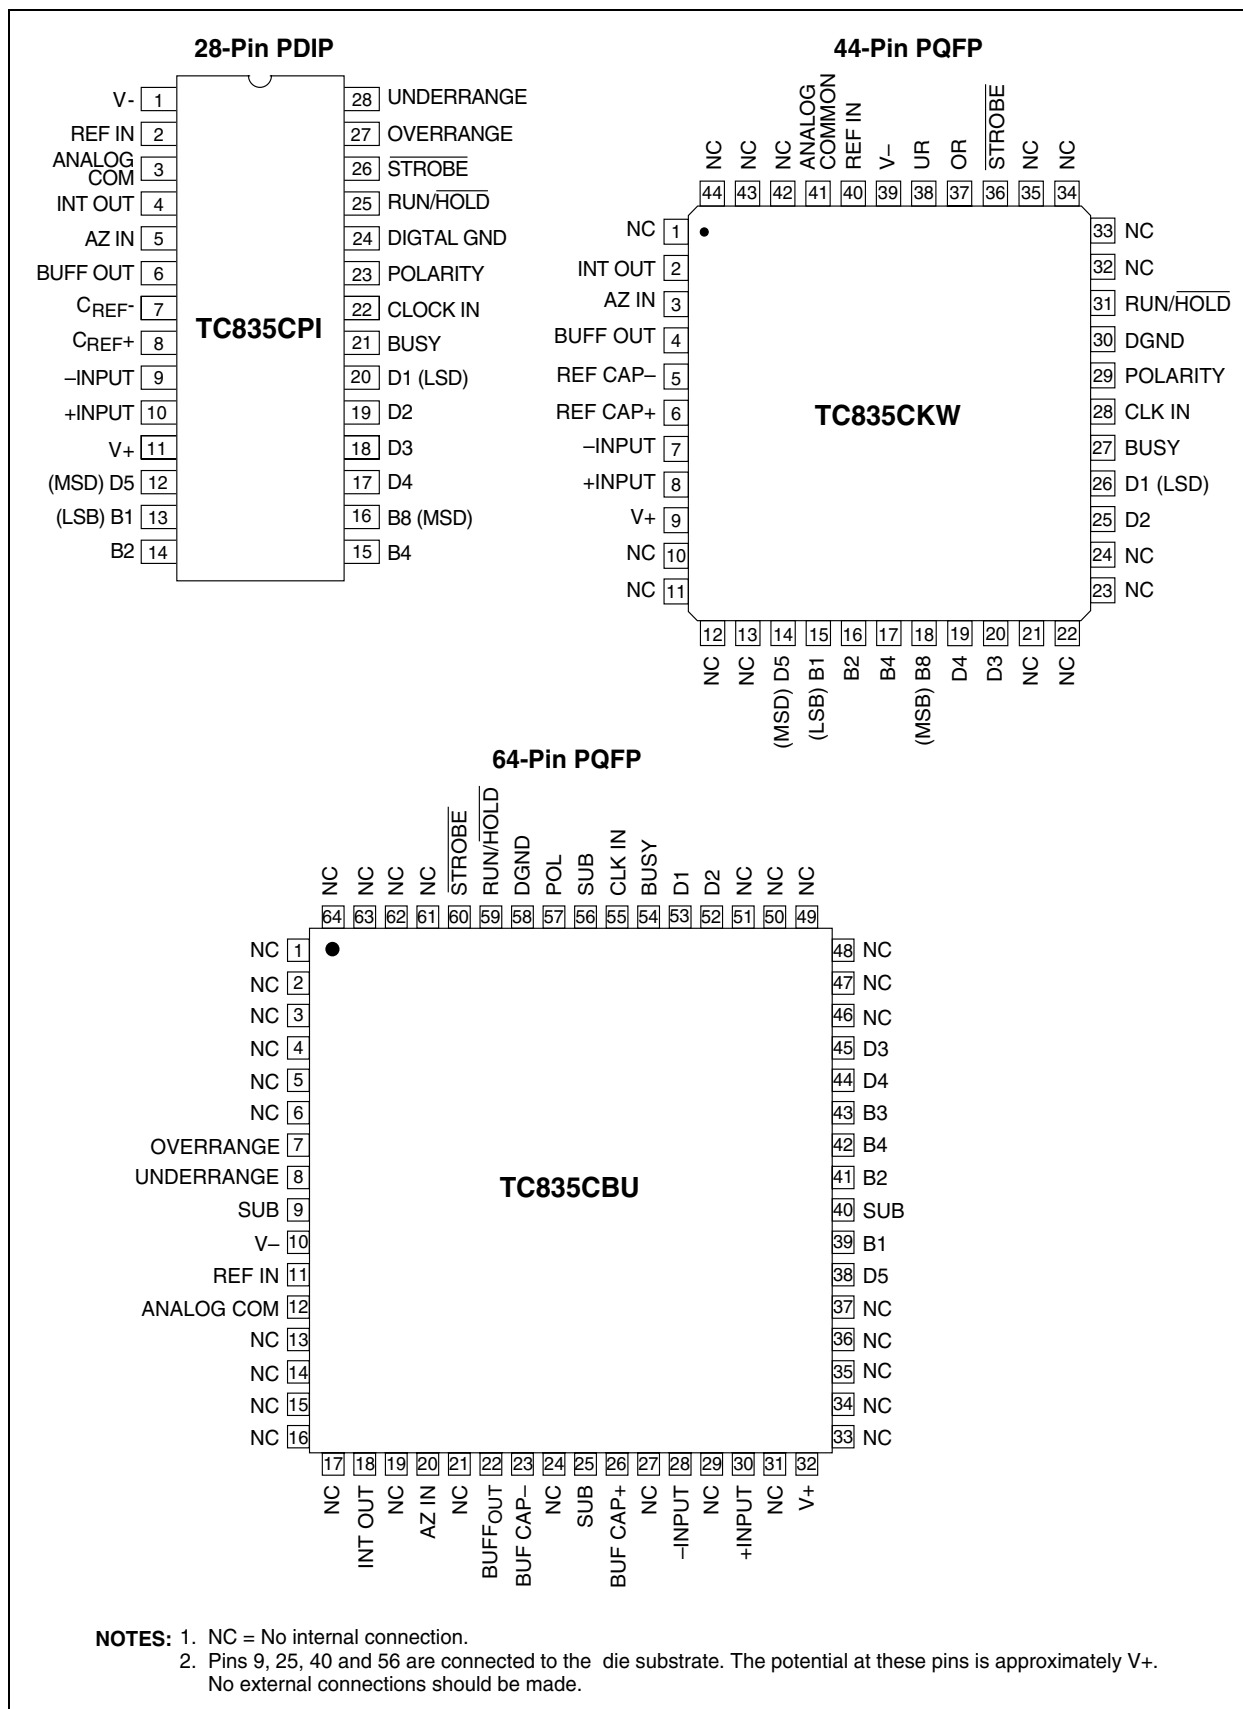 28-Pin PDIP
V- 1
REF IN 2
ANALOG COM 3
INT OUT 4
AZ IN 5
BUFF OUT 6
CREF- 7
CREF+ 8
–INPUT 9
+INPUT 10
V+ 11
(MSD) D5 12
(LSB) B1 13
B2 14
TC835CPI
28 UNDERRANGE
27 OVERRANGE
26 STROBE
25 RUN/HOLD
24 DIGTAL GND
23 POLARITY
22 CLOCK IN
21 BUSY
20 D1 (LSD)
19 D2
18 D3
17 D4
16 B8 (MSD)
15 B4
44-Pin PQFP
NC 44
NC 43
NC 42
ANALOG COMMON 41
REF IN 40
V– 39
UR 38
OR 37
STROBE 36
NC 35
NC 34
NC 1
INT OUT 2
AZ IN 3
BUFF OUT 4
REF CAP– 5
REF CAP+ 6
–INPUT 7
+INPUT 8
V+ 9
NC 10
NC 11
TC835CKW
33 NC
32 NC
31 RUN/HOLD
30 DGND
29 POLARITY
28 CLK IN
27 BUSY
26 D1 (LSD)
25 D2
24 NC
23 NC
12 NC
13 NC
14 (MSD) D5
15 (LSB) B1
16 B2
17 B4
18 (MSB) B8
19 D4
20 D3
21 NC
22 NC
64-Pin PQFP
NC 64
NC 63
NC 62
NC 61
STROBE 60
RUN/HOLD 59
DGND 58
POL 57
SUB 56
CLK IN 55
BUSY 54
D1 53
D2 52
NC 51
NC 50
NC 49
NC 1
NC 2
NC 3
NC 4
NC 5
NC 6
OVERRANGE 7
UNDERRANGE 8
SUB 9
V– 10
REF IN 11
ANALOG COM 12
NC 13
NC 14
NC 15
NC 16
TC835CBU
48 NC
47 NC
46 NC
45 D3
44 D4
43 B3
42 B4
41 B2
40 SUB
39 B1
38 D5
37 NC
36 NC
35 NC
34 NC
33 NC
17 NC
18 INT OUT
19 NC
20 AZ IN
21 NC
22 BUFFOUT
23 BUF CAP–
24 NC
25 SUB
26 BUF CAP+
27 NC
28 –INPUT
29 NC
30 +INPUT
31 NC
32 V+
NOTES: 1. NC = No internal connection.
2. Pins 9, 25, 40 and 56 are connected to the die substrate. The potential at these pins is approximately V+.
No external connections should be made.